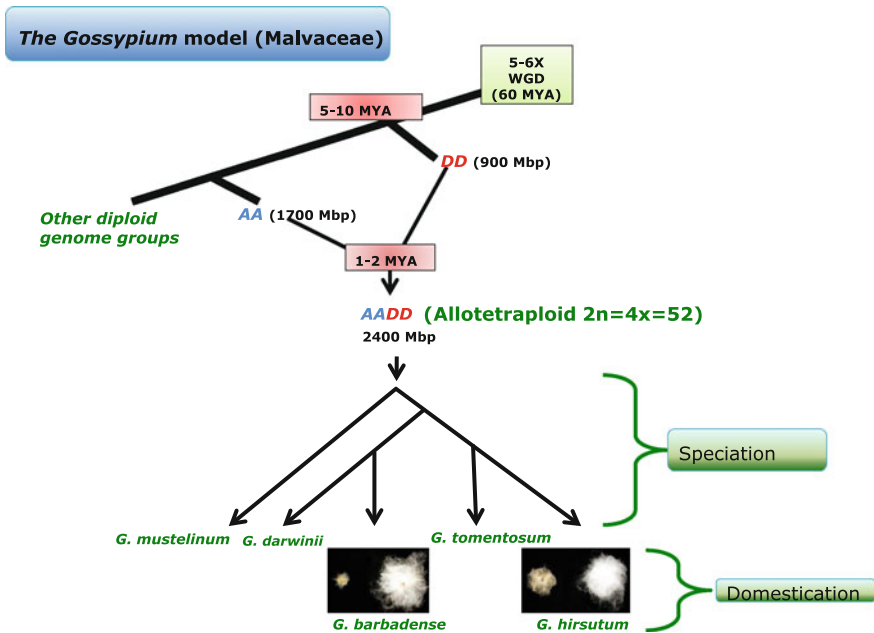 The Gossypium model (Malvaceae)
5-6X
WGD
(60 MYA)
5-10 MYA
DD (900 Mbp)
AA (1700 Mbp)
Other diploid
genome groups
1-2 MYA
AADD (Allotetraploid 2n=4x=52)
2400 Mbp
Speciation
G. mustelinum G. darwinii G. tomentosum
Domestication
G. barbadense G. hirsutum